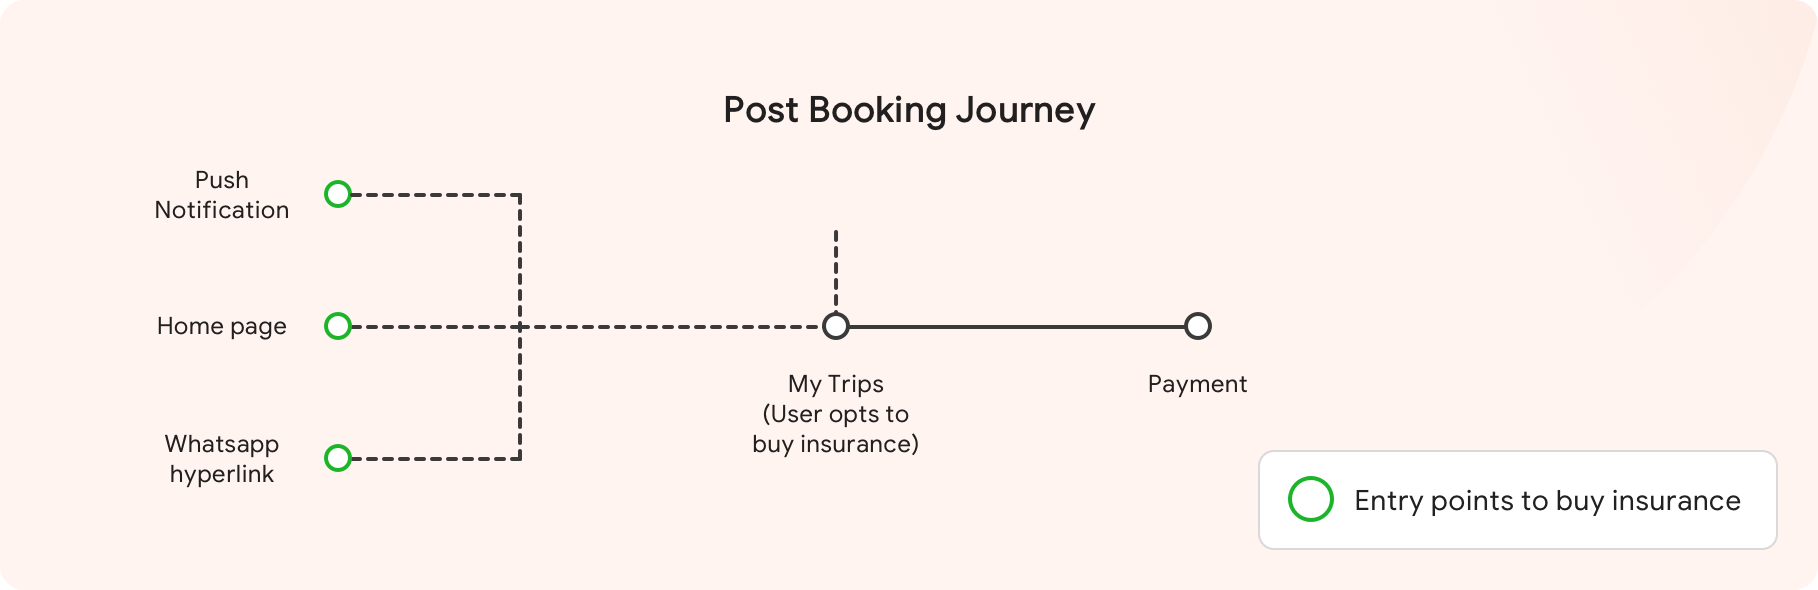 Post Booking Journey
Push
Notification
Home page
Whatsapp
hyperlink
My Trips
(User opts to
buy insurance)
Payment
Entry points to buy insurance